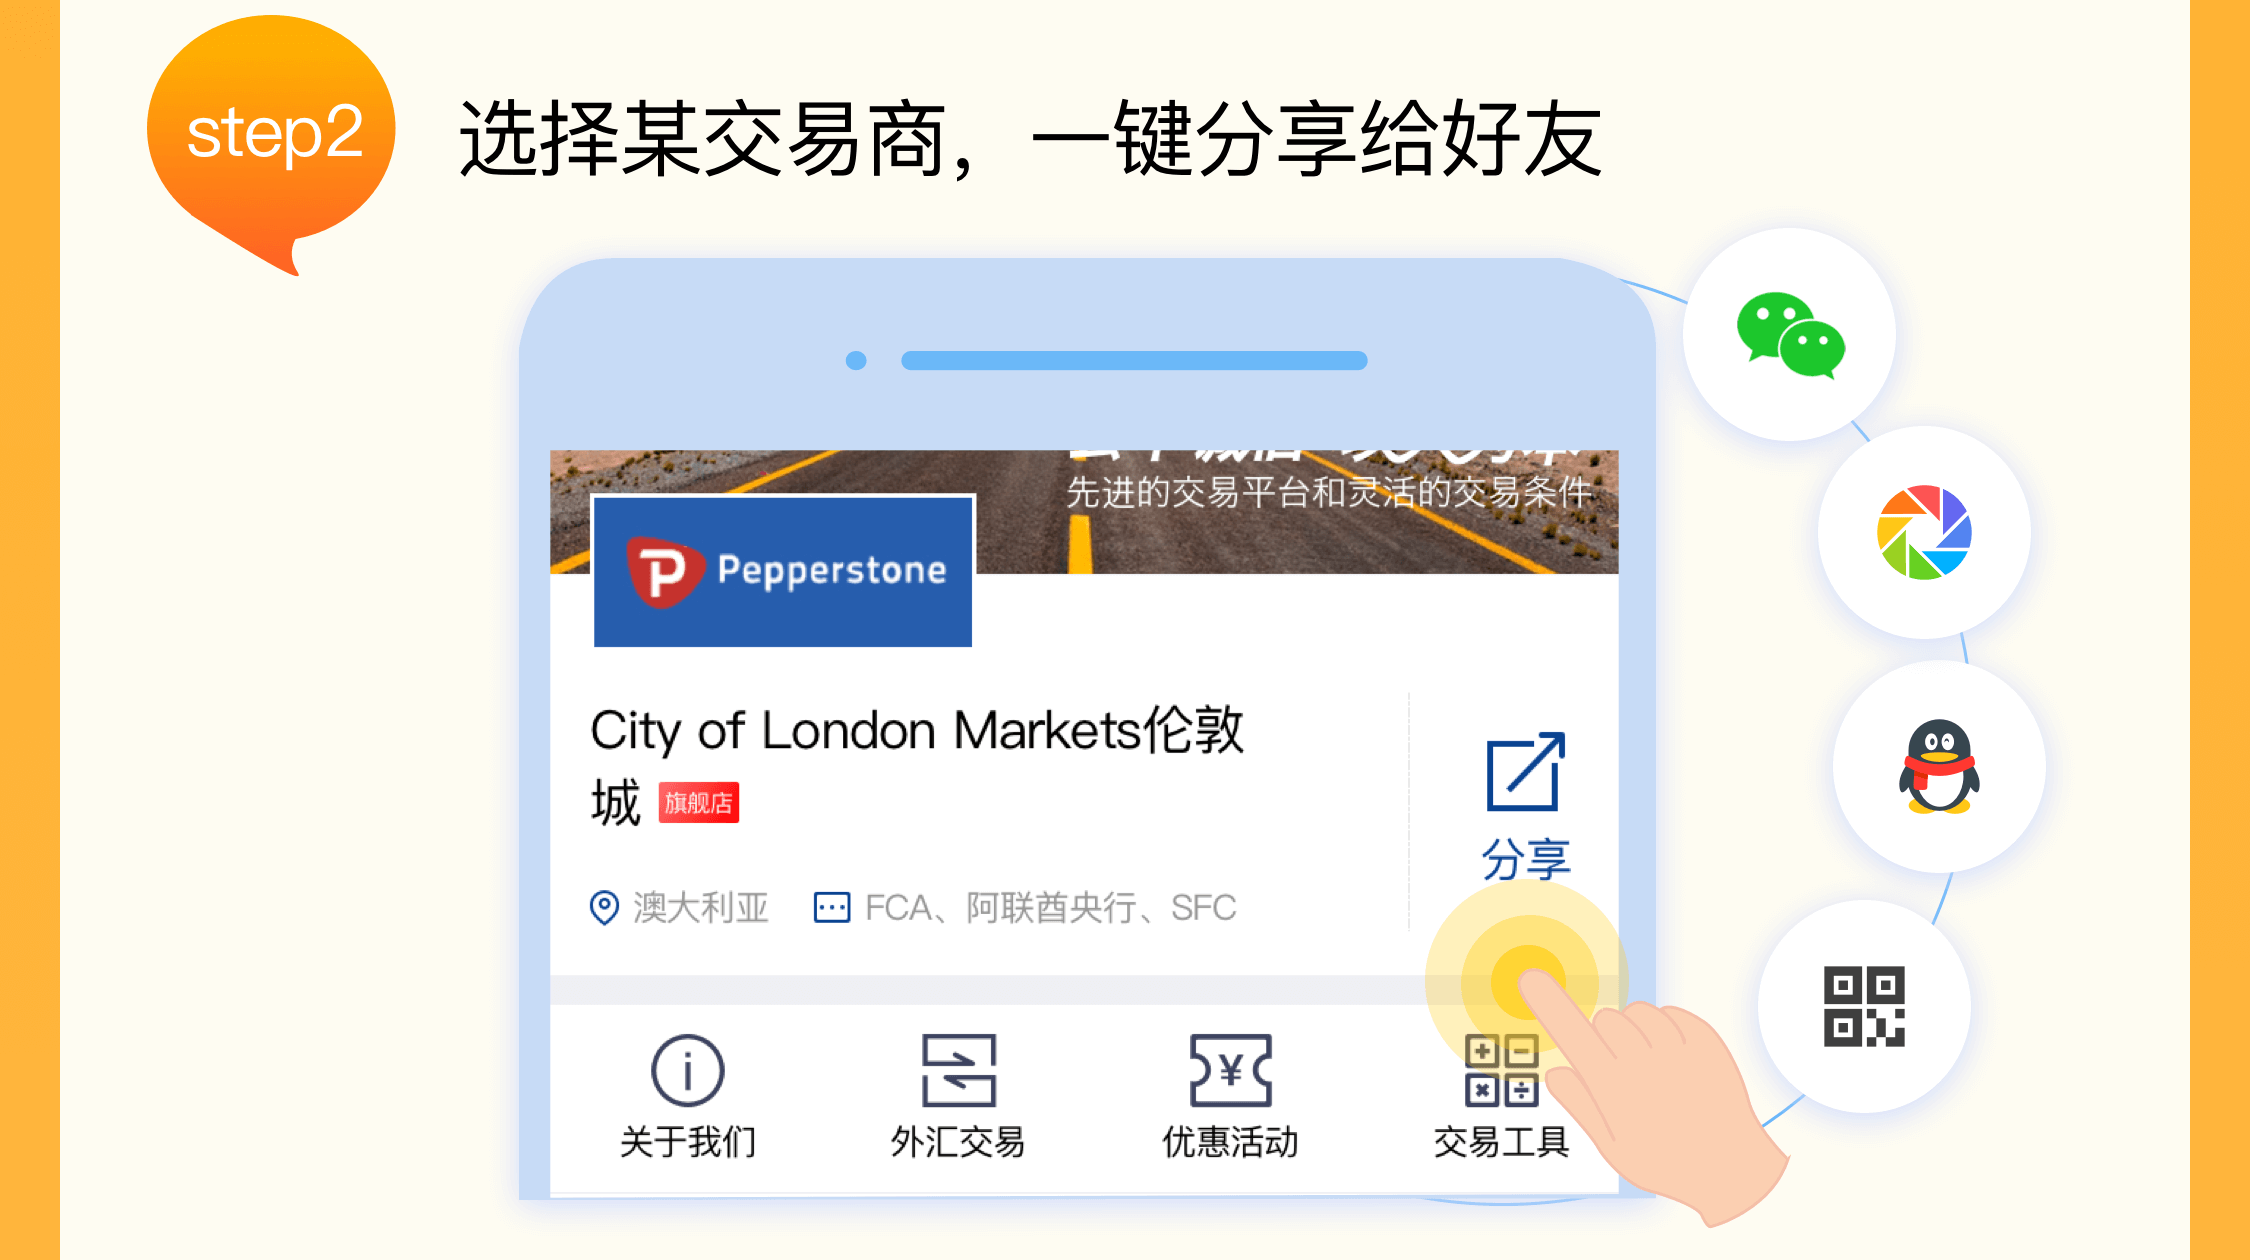 step2
选择某交易商，一键分享给好友
先进的交易平台和灵活的交易条件
Pepperstone
City of London Markets伦敦
城 旗舰店
分享
澳大利亚 FCA、阿联酋央行、SFC
关于我们 外汇交易 优惠活动 交易工具